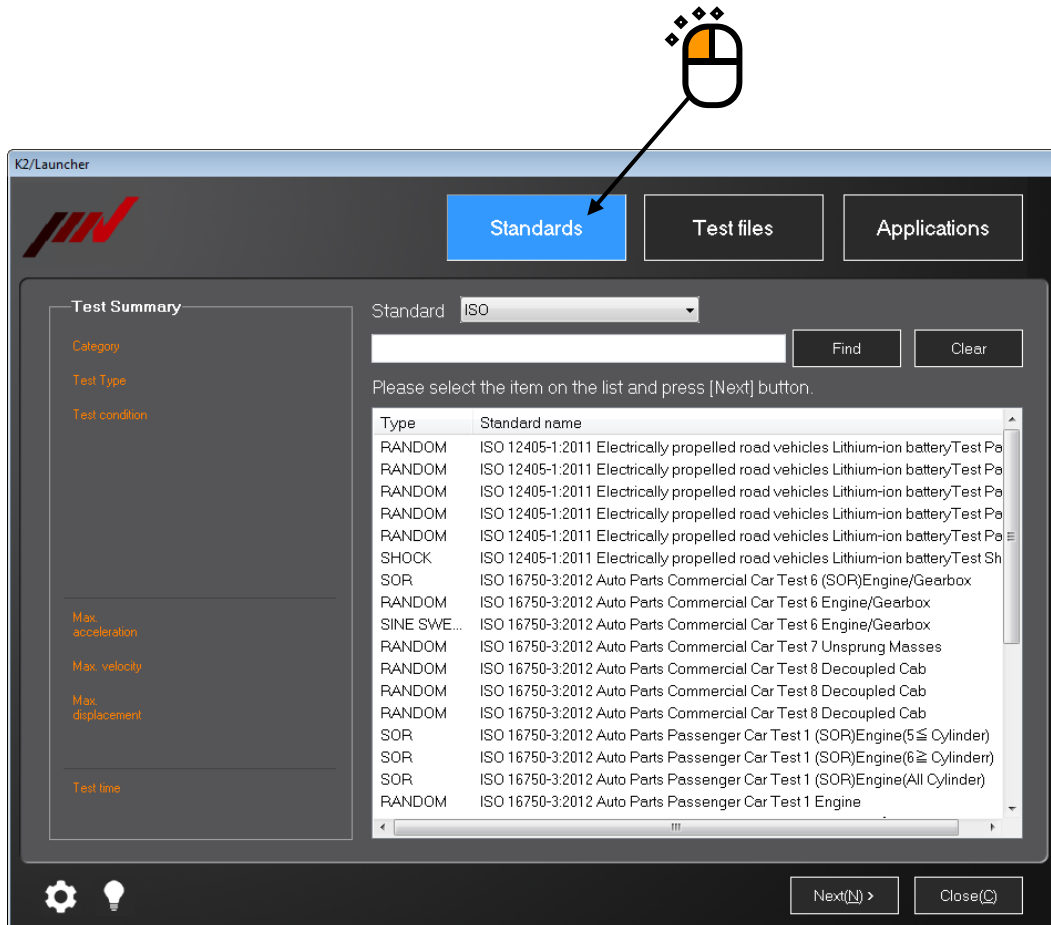 K2/Launcher
Standards
Test files
Applications
Test Summary
Category
Test Type
Test condition
Max.
acceleration
Max. velocity
Max.
displacement
Test time
Standard ISO
Find
Clear
Please select the item on the list and press [Next] button.
Type Standard name
RANDOM ISO 12405-1:2011 Electrically propelled road vehicles Lithium-ion batteryTest Pa
RANDOM ISO 12405-1:2011 Electrically propelled road vehicles Lithium-ion batteryTest Pa
RANDOM ISO 12405-1:2011 Electrically propelled road vehicles Lithium-ion batteryTest Pa
RANDOM ISO 12405-1:2011 Electrically propelled road vehicles Lithium-ion batteryTest Pa
RANDOM ISO 12405-1:2011 Electrically propelled road vehicles Lithium-ion batteryTest Pa
SHOCK ISO 12405-1:2011 Electrically propelled road vehicles Lithium-ion batteryTest Sh
SOR ISO 16750-3:2012 Auto Parts Commercial Car Test 6 (SOR)Engine/Gearbox
RANDOM ISO 16750-3:2012 Auto Parts Commercial Car Test 6 Engine/Gearbox
SINE SWE... ISO 16750-3:2012 Auto Parts Commercial Car Test 6 Engine/Gearbox
RANDOM ISO 16750-3:2012 Auto Parts Commercial Car Test 7 Unsprung Masses
RANDOM ISO 16750-3:2012 Auto Parts Commercial Car Test 8 Decoupled Cab
RANDOM ISO 16750-3:2012 Auto Parts Commercial Car Test 8 Decoupled Cab
RANDOM ISO 16750-3:2012 Auto Parts Commercial Car Test 8 Decoupled Cab
SOR ISO 16750-3:2012 Auto Parts Passenger Car Test 1 (SOR)Engine(5≦ Cylinder)
SOR ISO 16750-3:2012 Auto Parts Passenger Car Test 1 (SOR)Engine(6≧ Cylinderr)
SOR ISO 16750-3:2012 Auto Parts Passenger Car Test 1 (SOR)Engine(All Cylinder)
RANDOM ISO 16750-3:2012 Auto Parts Passenger Car Test 1 Engine
Next(N) >
Close(C)